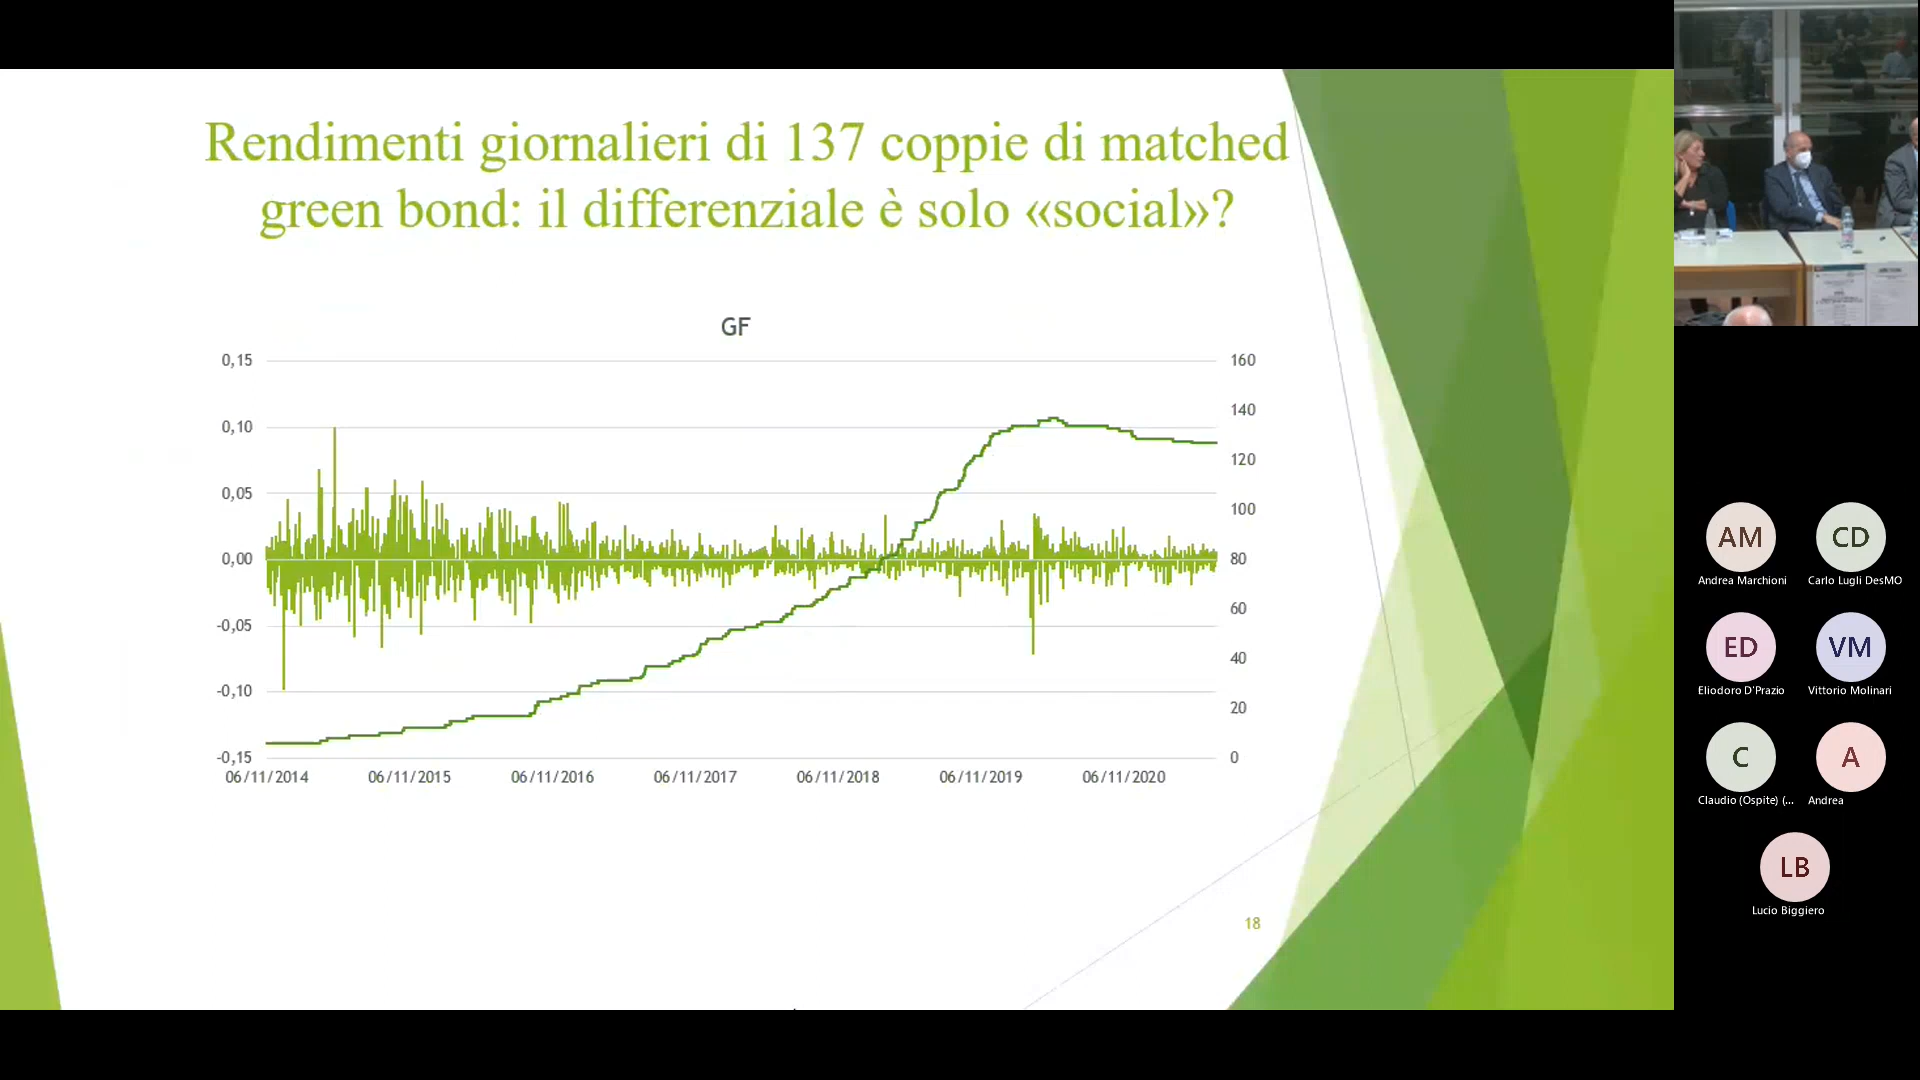 Rendimenti giornalieri di 137 coppie di matched
green bond: il differenziale è solo «social»?
GF
0,15
0,10
0,05
0,00
-0,05
-0,10
-0,15
160
140
120
100
80
60
40
20
0
06/11/2014 06/11/2015 06/11/2016 06/11/2017 06/11/2018 06/11/2019 06/11/2020
18
AM CD
Andrea Marchioni Carlo Lugli DesMO
ED VM
Eliodoro D'Prazio Vittorio Molinari
C A
Claudio (Ospite) (... Andrea
LB
Lucio Biggiero